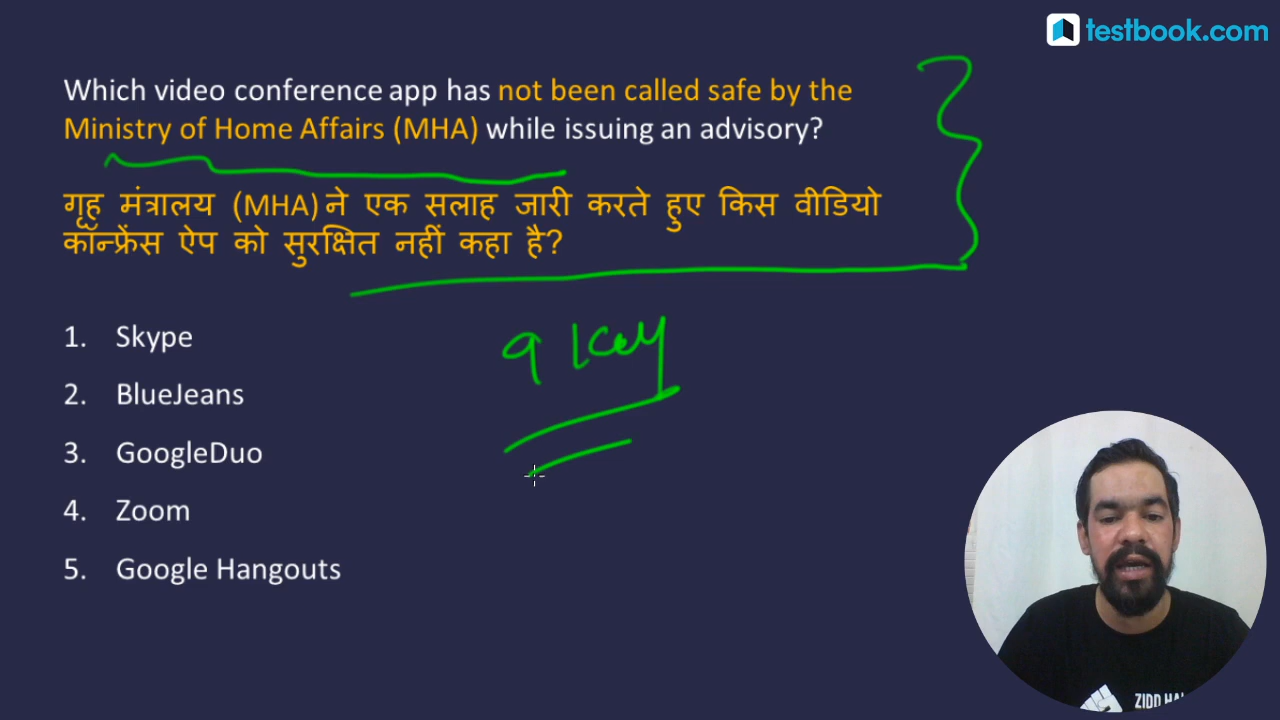 testbook.com
Which video conference app has not been called safe by the
Ministry of Home Affairs (MHA) while issuing an advisory?
गृह मंत्रालय (MHA) ने एक सलाह जारी करते हुए किस वीडियो
कॉन्फ्रेंस ऐप को सुरक्षित नहीं कहा है?
1. Skype
2. BlueJeans
3. GoogleDuo
4. Zoom
5. Google Hangouts
ZIDD